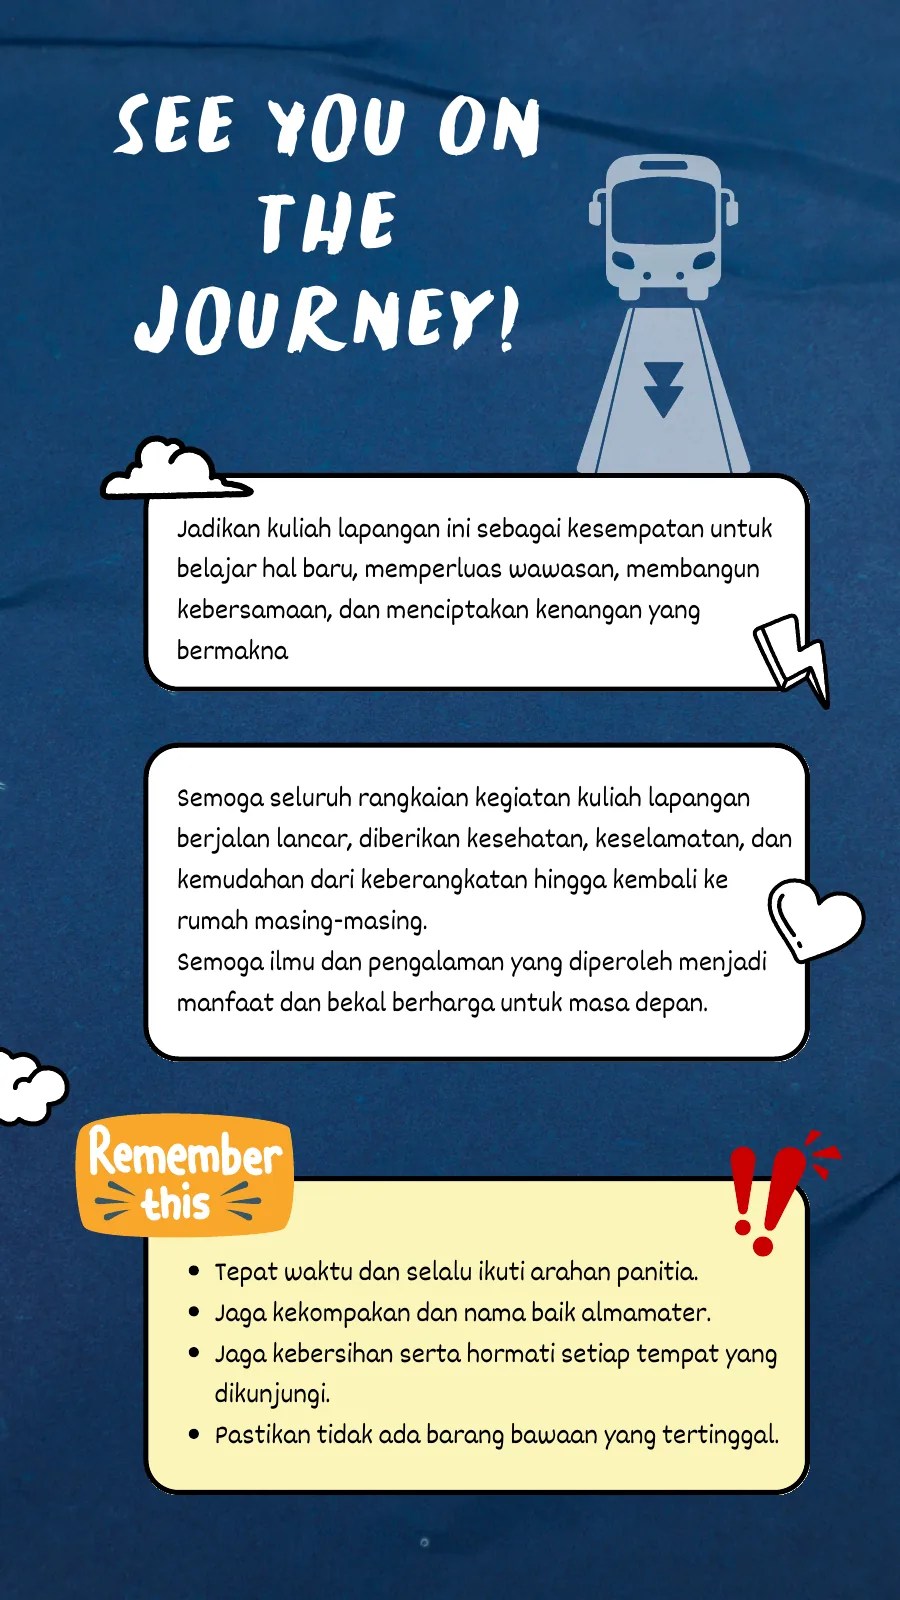 SEE YOU ON
THE
JOURNEY!
Jadikan kuliah lapangan ini sebagai kesempatan untuk
belajar hal baru, memperluas wawasan, membangun
kebersamaan, dan menciptakan kenangan yang
bermakna
Semoga seluruh rangkaian kegiatan kuliah lapangan
berjalan lancar, diberikan kesehatan, keselamatan, dan
kemudahan dari keberangkatan hingga kembali ke
rumah masing-masing.
Semoga ilmu dan pengalaman yang diperoleh menjadi
manfaat dan bekal berharga untuk masa depan.
Remember
this
• Tepat waktu dan selalu ikuti arahan panitia.
• Jaga kekompakan dan nama baik almamater.
• Jaga kebersihan serta hormati setiap tempat yang
dikunjungi.
• Pastikan tidak ada barang bawaan yang tertinggal.